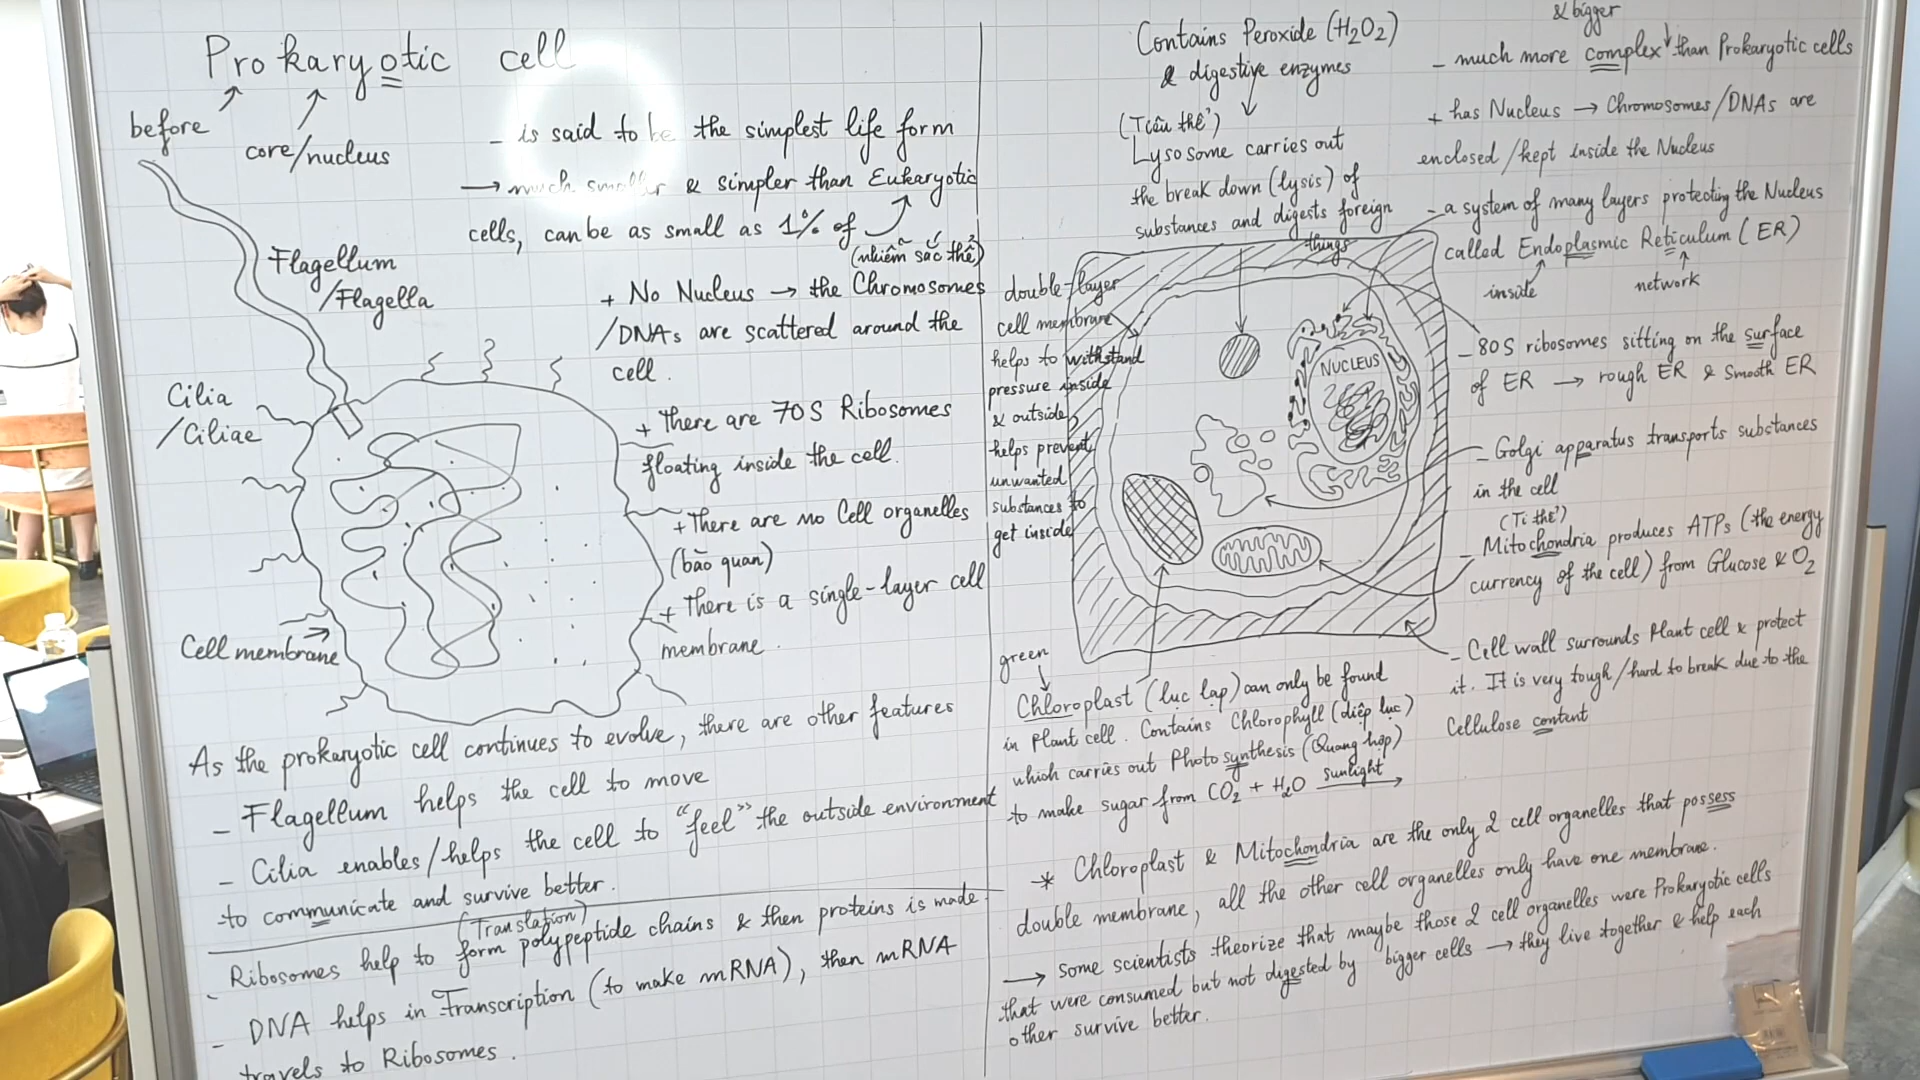 Prokaryotic cell
before
core/nucleus
- is said to be the simplest life form
→ much smaller & simpler than Eukaryotic
cells, can be as small as 1% of
(nhiễm sắc thể)
Flagellum
/Flagella
+ No Nucleus → the Chromosomes
/DNAs are scattered around the
cell.
Cilia
/Ciliae
+ There are 70S Ribosomes
floating inside the cell.
+ There are no Cell organelles
(bào quan)
+ There is a single-layer cell
membrane.
Cell membrane
As the prokaryotic cell continues to evolve, there are other features
- Flagellum helps the cell to move
- Cilia enables/helps the cell to "feel" the outside environment
to communicate and survive better.
(Translation)
- Ribosomes help to form polypeptide chains & then proteins is made.
- DNA helps in Transcription (to make mRNA), then mRNA
travels to Ribosomes.
Contains Peroxide (H2O2)
& digestive enzymes
(Tiêu thể)
Lysosome carries out
the break down (lysis) of
substances and digests foreign
things
double-layer
cell membrane
helps to withstand
pressure inside
& outside,
helps prevent
unwanted
substances to
get inside
NUCLEUS
& bigger
- much more complex than Prokaryotic cells
+ has Nucleus → Chromosomes/DNAs are
enclosed/kept inside the Nucleus
- a system of many layers protecting the Nucleus
called Endoplasmic Reticulum (ER)
inside
network
- 80S ribosomes sitting on the surface
of ER → rough ER & Smooth ER
- Golgi apparatus transports substances
in the cell
(Ti thể)
- Mitochondria produces ATPs (the energy
currency of the cell) from Glucose & O2
- Cell wall surrounds Plant cell & protect
it. It is very tough/hard to break due to the
Cellulose content
green
Chloroplast (lục lạp) can only be found
in Plant cell. Contains Chlorophyll (diệp lục)
which carries out Photosynthesis (Quang hợp)
to make sugar from CO2 + H2O sunlight →
* Chloroplast & Mitochondria are the only 2 cell organelles that possess
double membrane, all the other cell organelles only have one membrane.
→ Some scientists theorize that maybe those 2 cell organelles were Prokaryotic cells
that were consumed but not digested by bigger cells → they live together & help each
other survive better.